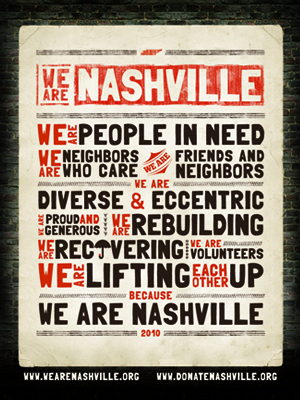 WE ARE NASHVILLE
WE ARE PEOPLE IN NEED
WE ARE NEIGHBORS WHO CARE WE ARE FRIENDS AND NEIGHBORS
WE ARE
DIVERSE & ECCENTRIC
WE ARE PROUD AND GENEROUS WE ARE REBUILDING
WE ARE RECOVERING WE ARE VOLUNTEERS
WE ARE LIFTING EACH OTHER UP
BECAUSE
WE ARE NASHVILLE
2010
WWW.WEARENASHVILLE.ORG WWW.DONATENASHVILLE.ORG